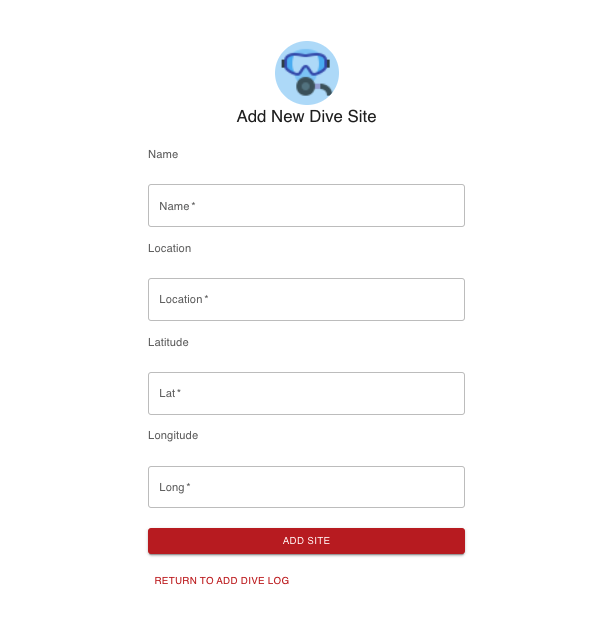 Add New Dive Site
Name
Name *
Location
Location *
Latitude
Lat *
Longitude
Long *
ADD SITE
RETURN TO ADD DIVE LOG